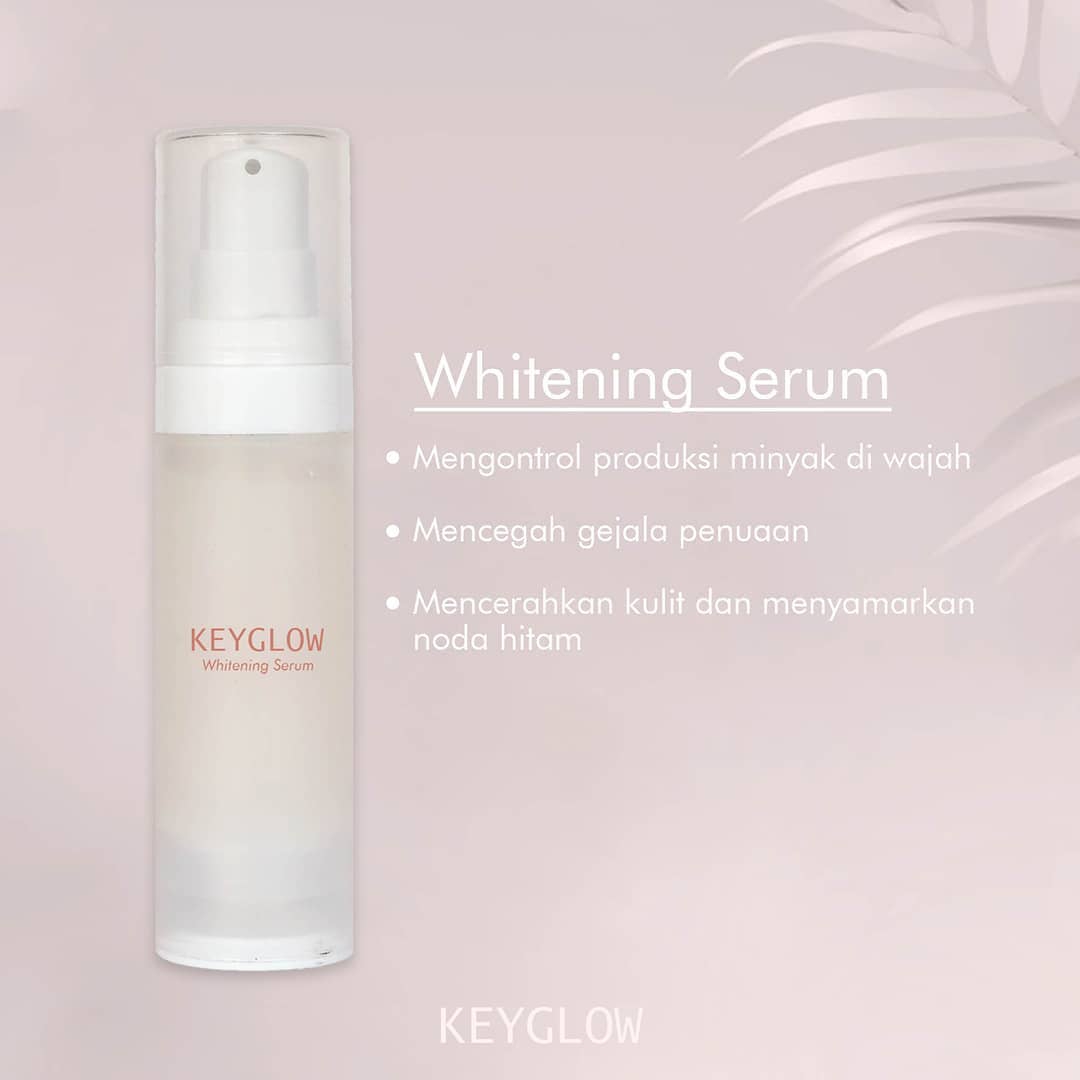 Whitening Serum
• Mengontrol produksi minyak di wajah
• Mencegah gejala penuaan
• Mencerahkan kulit dan menyamarkan
noda hitam
KEYGLOW
Whitening Serum
KEYGLOW